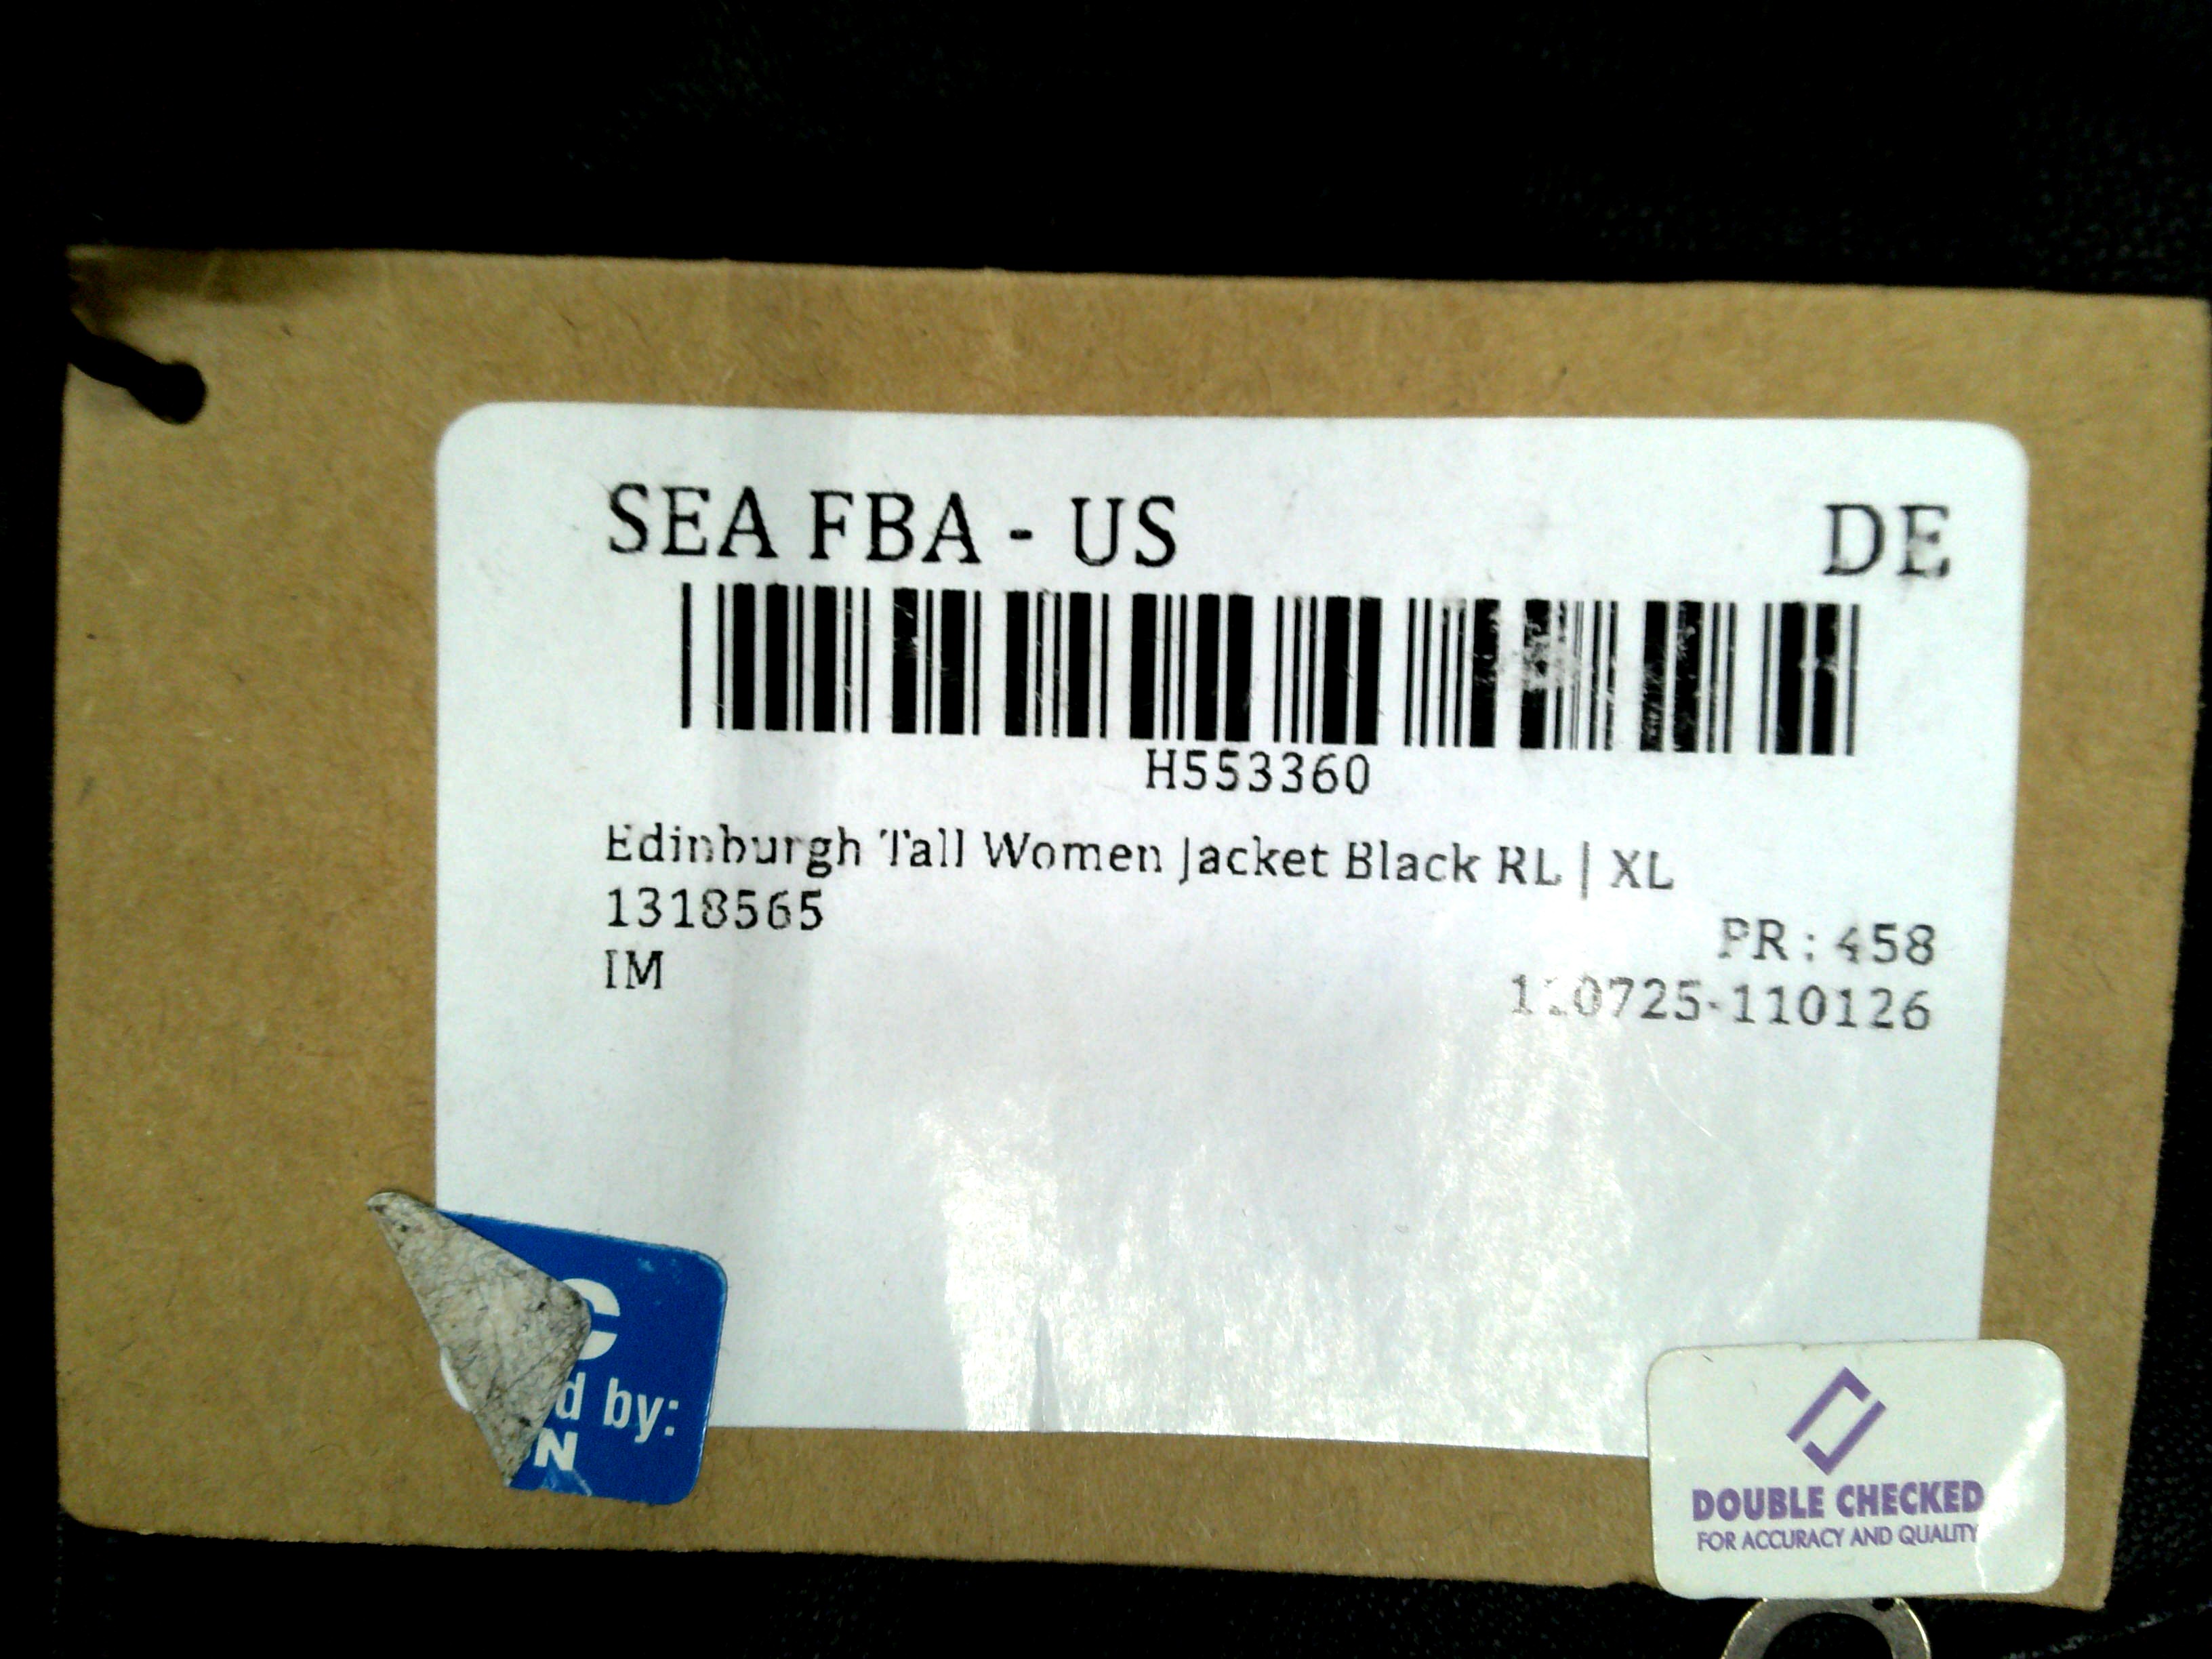 SEA FBA - US DE
H553360
Edinburgh Tall Women Jacket Black RL | XL
1318565
PR : 458
IM
C
d by:
N
DOUBLE CHECKED
FOR ACCURACY AND QUALITY